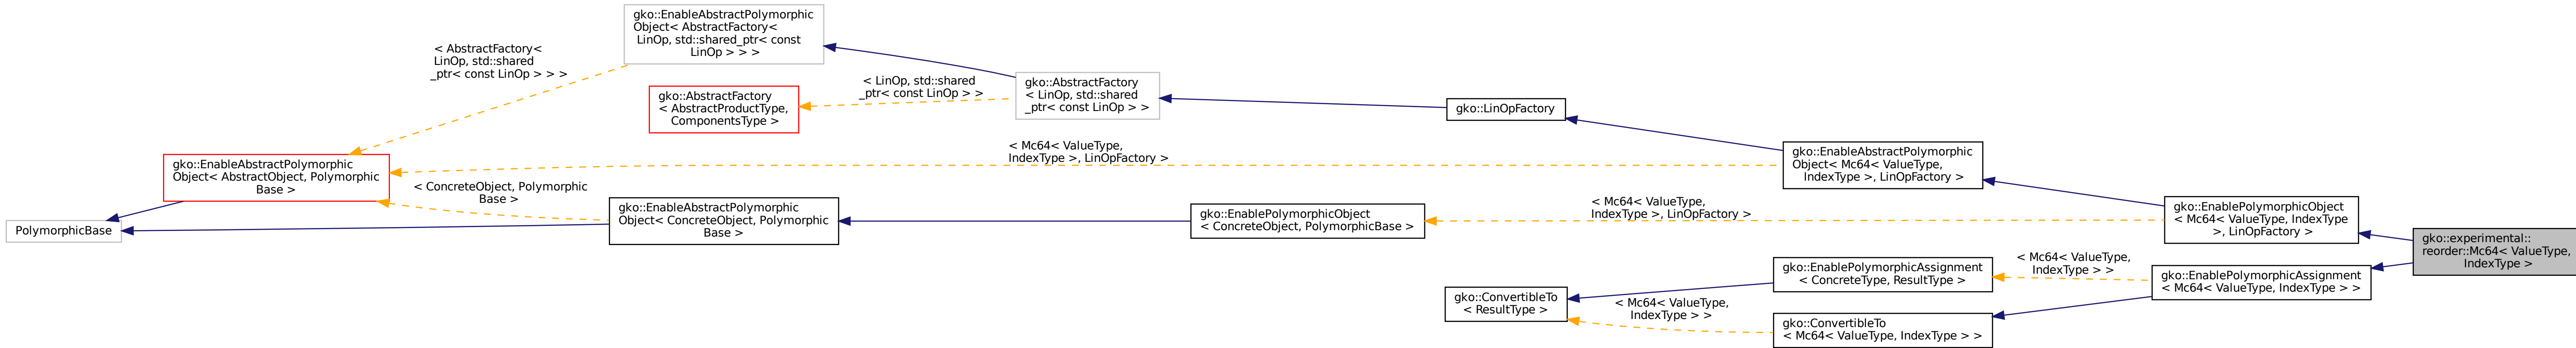 gko::EnableAbstractPolymorphic
Object< AbstractFactory<
LinOp, std::shared_ptr< const
LinOp > > >
< AbstractFactory<
LinOp, std::shared
_ptr< const LinOp > > >
gko::AbstractFactory
< AbstractProductType,
ComponentsType >
< LinOp, std::shared
_ptr< const LinOp > >
gko::AbstractFactory
< LinOp, std::shared
_ptr< const LinOp > >
gko::LinOpFactory
gko::EnableAbstractPolymorphic
Object< AbstractObject, Polymorphic
Base >
< Mc64< ValueType,
IndexType >, LinOpFactory >
gko::EnableAbstractPolymorphic
Object< Mc64< ValueType,
IndexType >, LinOpFactory >
< ConcreteObject, Polymorphic
Base >
PolymorphicBase
gko::EnableAbstractPolymorphic
Object< ConcreteObject, Polymorphic
Base >
gko::EnablePolymorphicObject
< ConcreteObject, PolymorphicBase >
< Mc64< ValueType,
IndexType >, LinOpFactory >
gko::EnablePolymorphicObject
< Mc64< ValueType, IndexType
>, LinOpFactory >
gko::experimental::
reorder::Mc64< ValueType,
IndexType >
gko::ConvertibleTo
< ResultType >
gko::EnablePolymorphicAssignment
< ConcreteType, ResultType >
< Mc64< ValueType,
IndexType > >
gko::EnablePolymorphicAssignment
< Mc64< ValueType, IndexType > >
< Mc64< ValueType,
IndexType > >
gko::ConvertibleTo
< Mc64< ValueType, IndexType > >